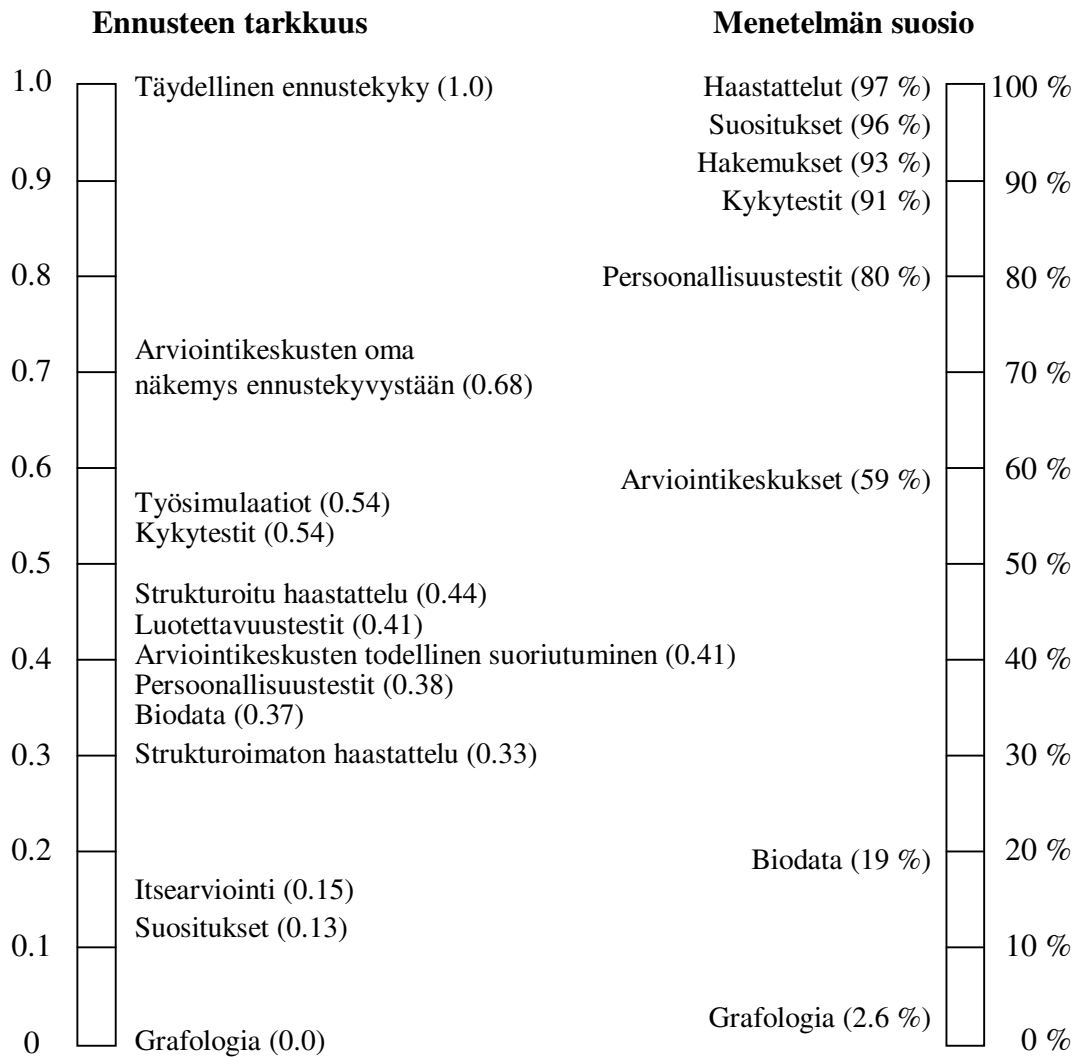 Ennusteen tarkkuus
1.0
Täydellinen ennustekyky (1.0)
0.9
0.8
Arviointikeskusten oma
0.7
näkemys ennustekyvystään (0.68)
0.6
Työsimulaatiot (0.54)
Kykytestit (0.54)
0.5
Strukturoitu haastattelu (0.44)
Luotettavuustestit (0.41)
0.4
Arviointikeskusten todellinen suoriutuminen (0.41)
Persoonallisuustestit (0.38)
Biodata (0.37)
0.3
Strukturoimaton haastattelu (0.33)
0.2
Itsearviointi (0.15)
Suositukset (0.13)
0.1
0
Grafologia (0.0)
Menetelmän suosio
Haastattelut (97 %)
100 %
Suositukset (96 %)
Hakemukset (93 %)
90 %
Kykytestit (91 %)
Persoonallisuustestit (80 %)
80 %
70 %
60 %
Arviointikeskukset (59 %)
50 %
40 %
30 %
20 %
Biodata (19 %)
10 %
Grafologia (2.6 %)
0 %